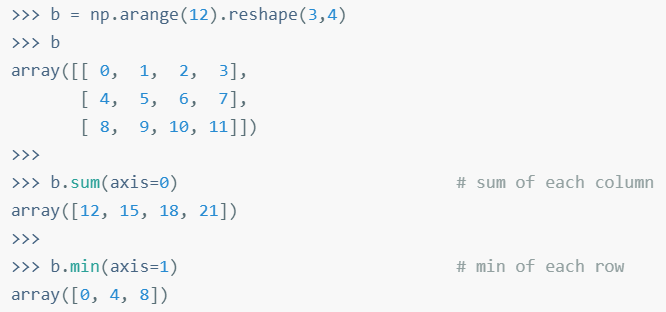 >>> b = np.arange(12).reshape(3,4)
>>> b
array([[ 0,  1,  2,  3],
       [ 4,  5,  6,  7],
       [ 8,  9, 10, 11]])
>>>
>>> b.sum(axis=0)                            # sum of each column
array([12, 15, 18, 21])
>>>
>>> b.min(axis=1)                            # min of each row
array([0, 4, 8])